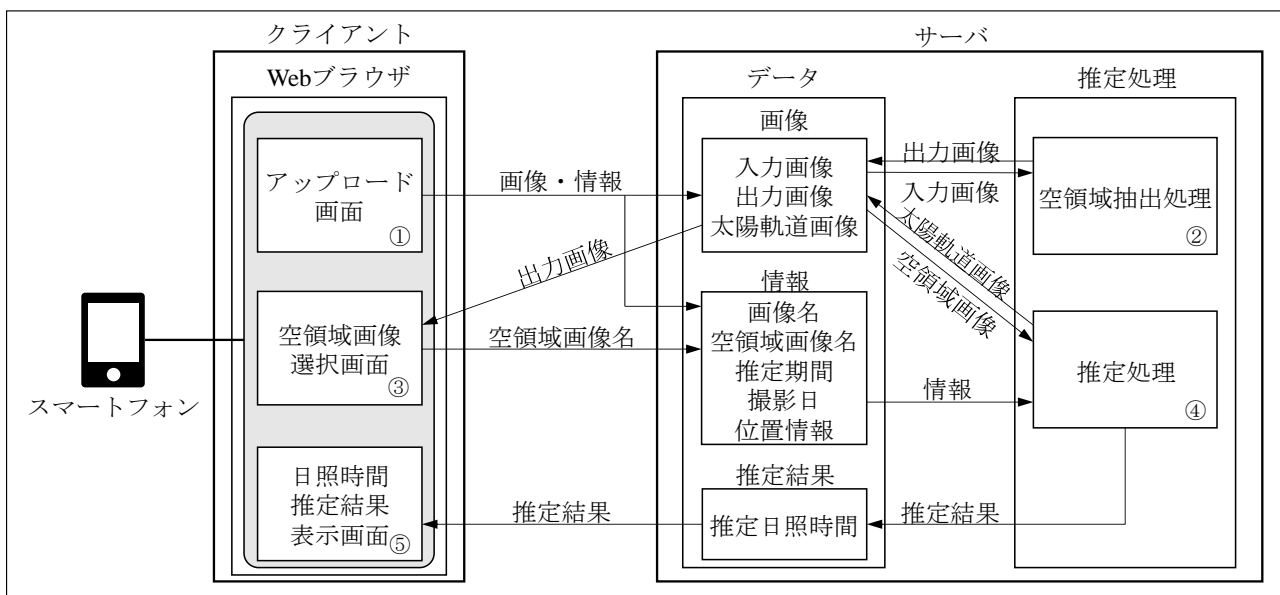 クライアント
サーバ
Webブラウザ
データ
推定処理
画像
アップロード
画面
①
画像・情報
入力画像
出力画像
太陽軌道画像
出力画像
入力画像
空領域抽出処理
②
出力画像
太陽軌道画像
空領域画像
情報
空領域画像
選択画面
③
空領域画像名
画像名
空領域画像名
推定期間
撮影日
位置情報
情報
推定処理
④
スマートフォン
日照時間
推定結果
表示画面
⑤
推定結果
推定結果
推定日照時間
推定結果